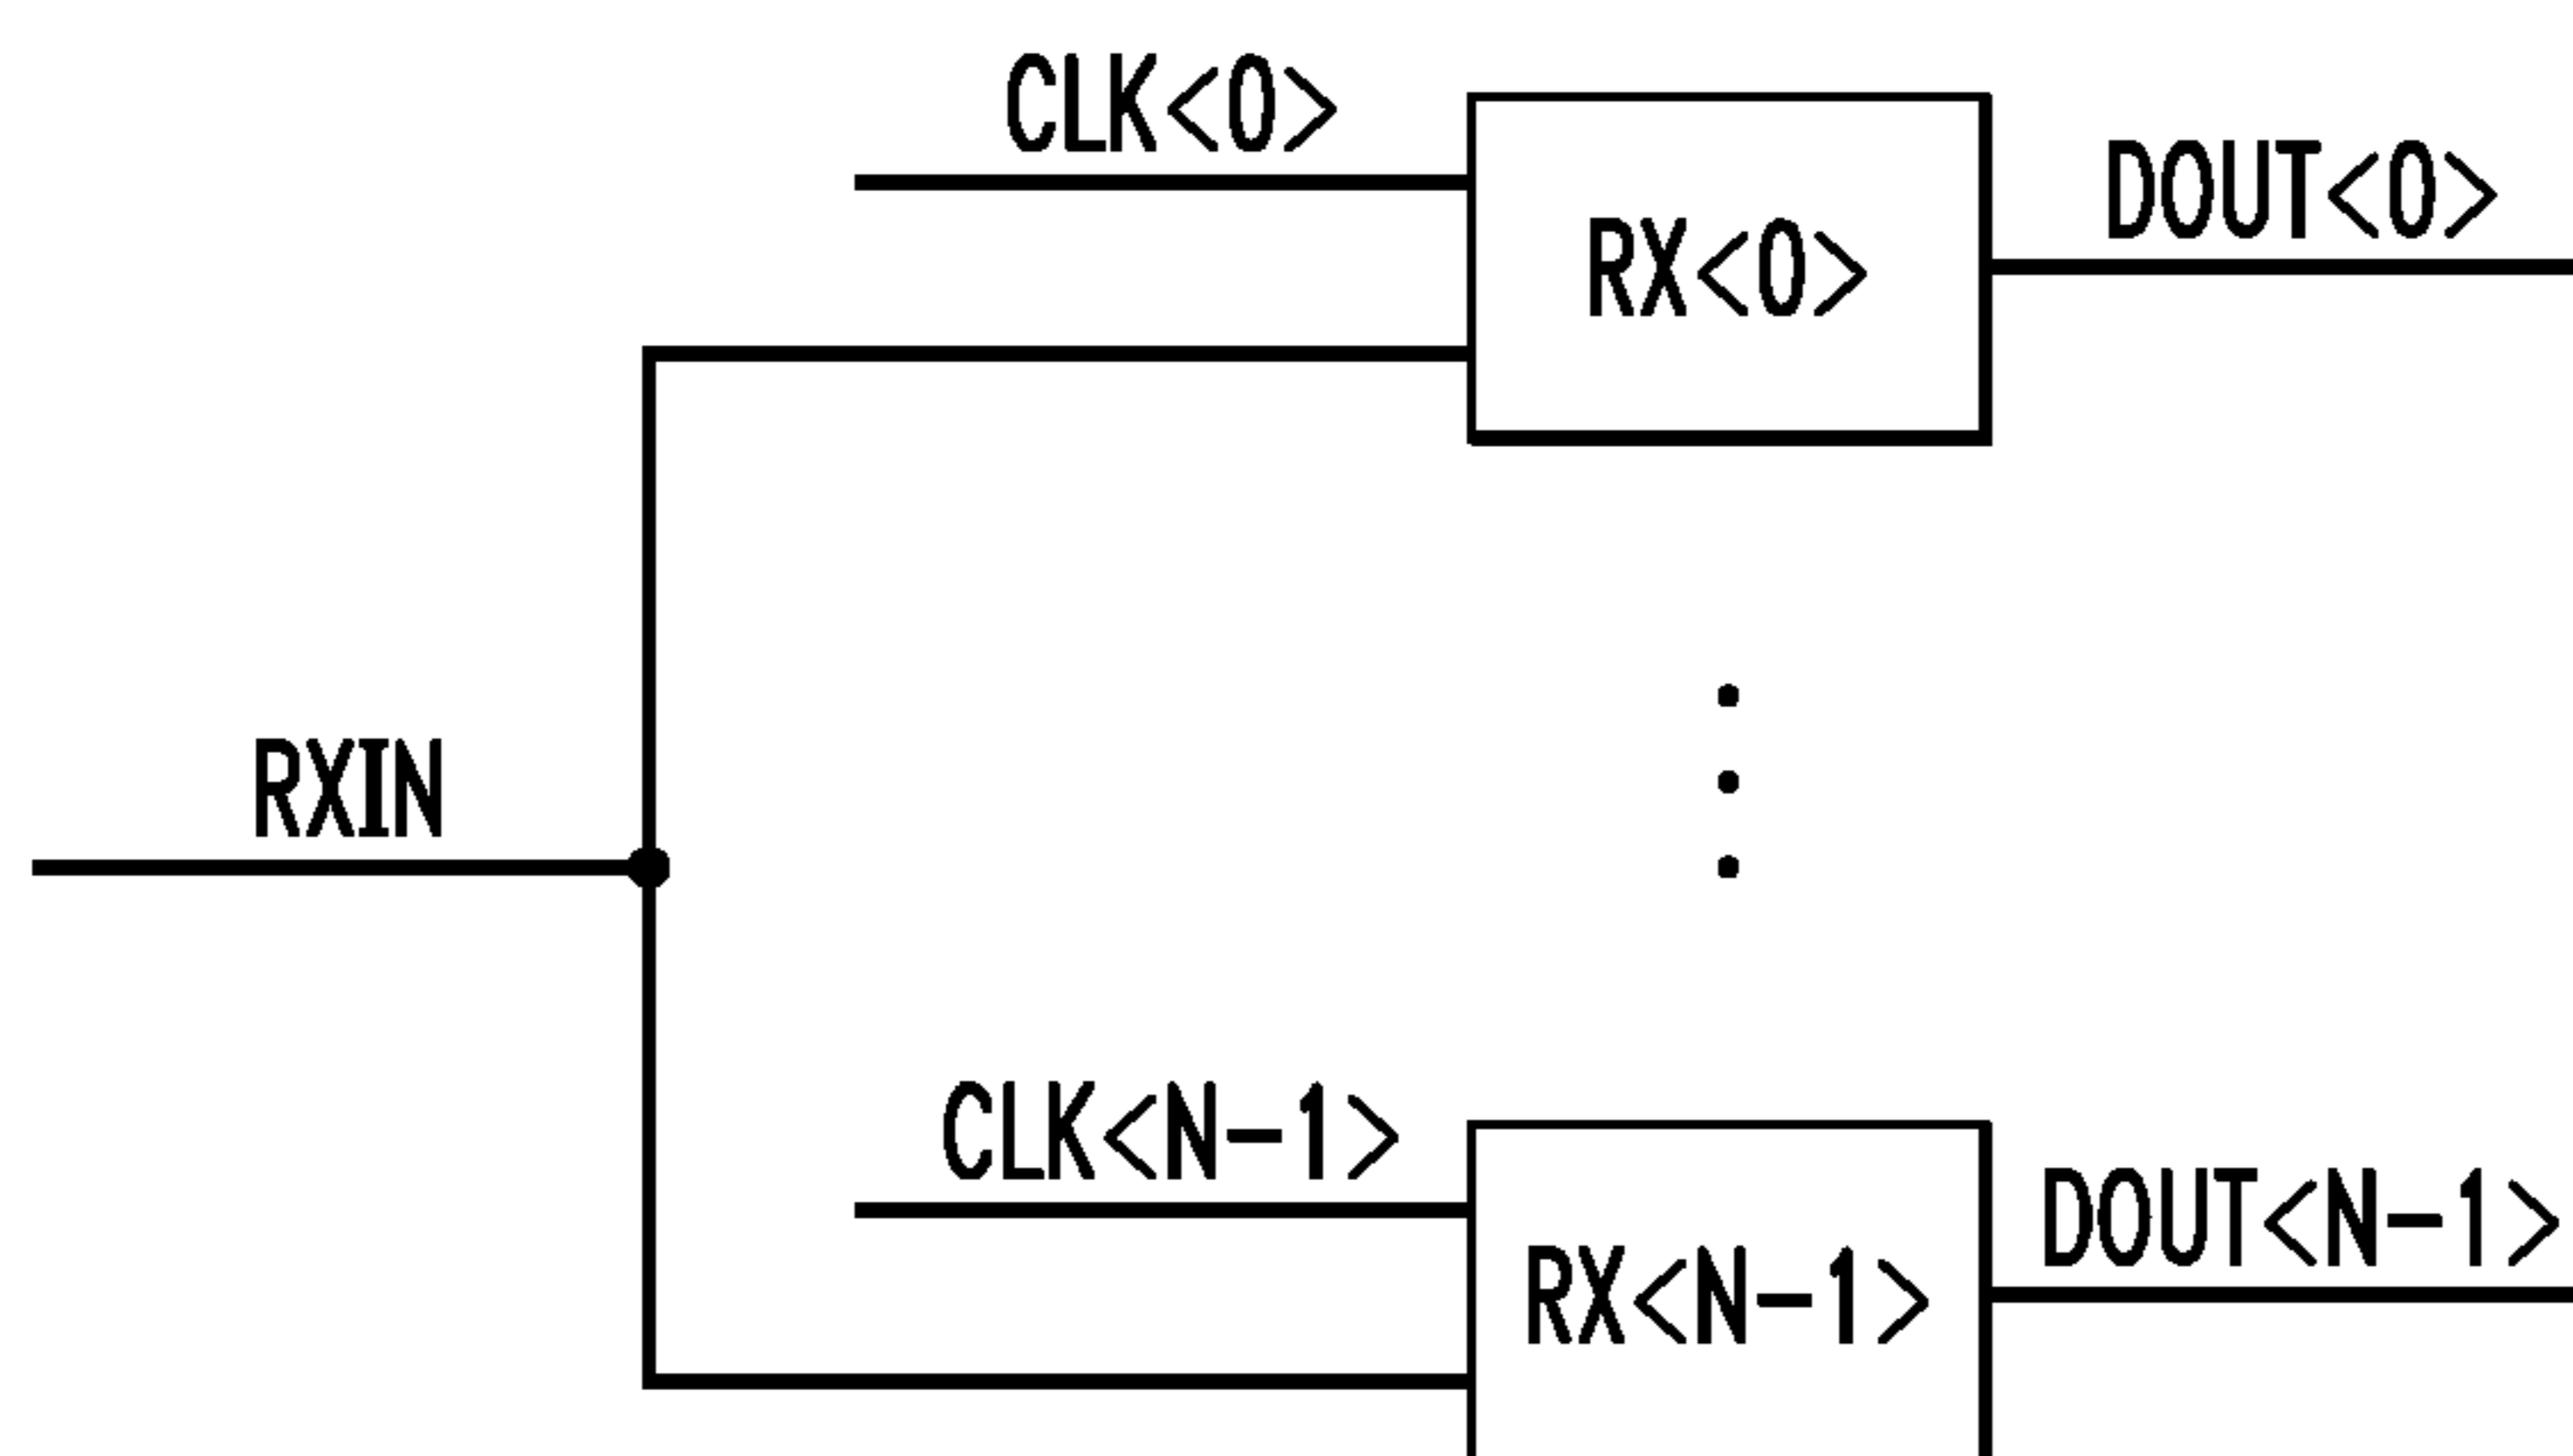 CLK<0>
DOUT<0>
RX<0>
RXIN
CLK<N-1>
DOUT<N-1>
RX<N-1>